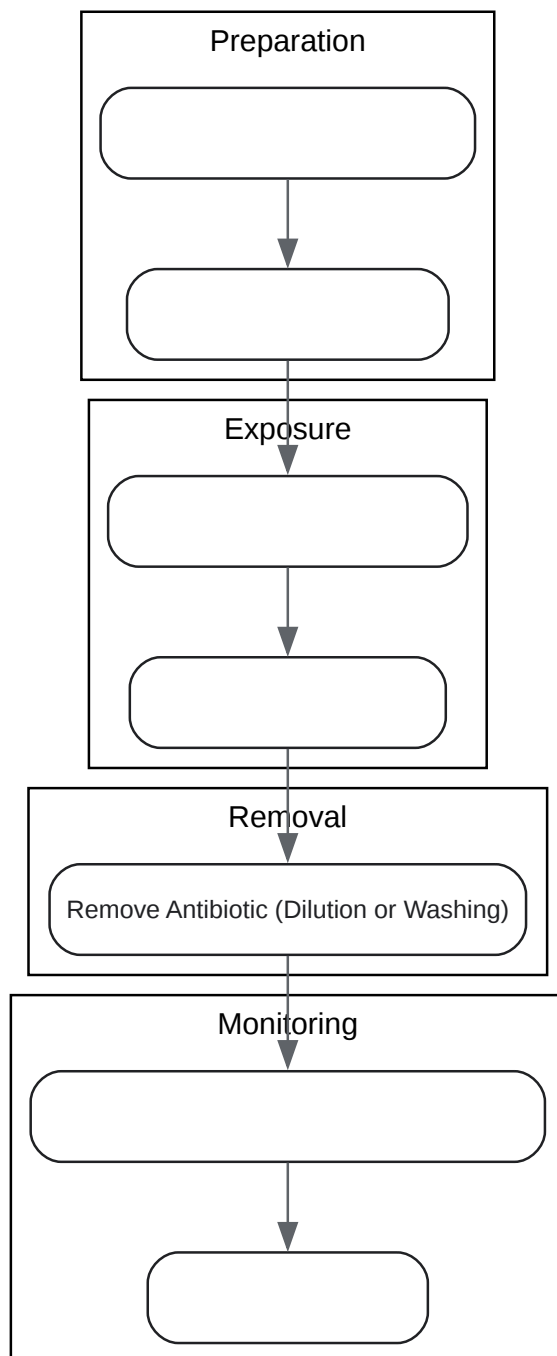 Preparation
Exposure
Removal
Remove Antibiotic (Dilution or Washing)
Monitoring